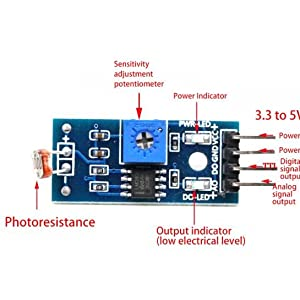 Sensitivity
adjustment
potentiometer
Power Indicator
PWR-LED
3.3 to 5V
VCC+
Power
GND
Power
DO
Digital
TTL
signal
output
AO
Analog
signal
output
DO-LED
Photoresistance
Output indicator
(low electrical level)